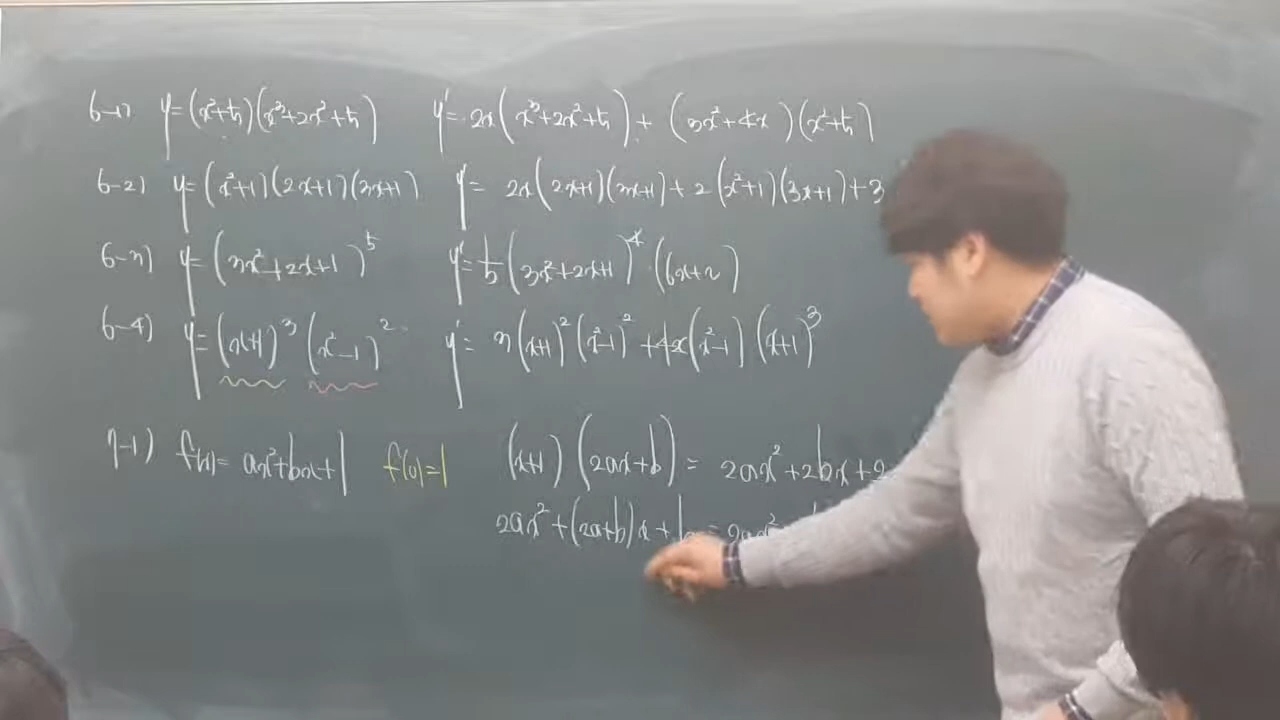 6-1) y=(x²+5)(x³+2x²+5) y'=2x(x³+2x²+5)+(3x²+4x)(x²+5)
6-2) y=(x²+1)(2x+1)(3x+1) y'= 2x(2x+1)(3x+1)+2(x²+1)(3x+1)+3
6-3) y=(3x²+2x+1)⁵ y'=5(3x²+2x+1)⁴(6x+2)
6-4) y=(x+1)³(x²-1)² y'= 3(x+1)²(x²-1)²+4x(x²-1)(x+1)³
7-1) f(x)= ax²+bx+1 f(0)=1 (x+1)(2ax+b)= 2ax²+2bx+2
2ax²+(2a+b)x+b=2ax²